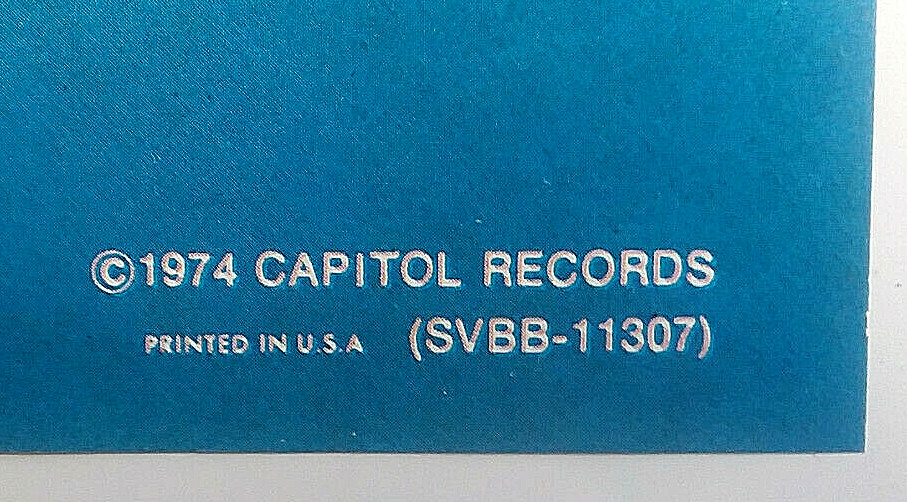 ©1974 CAPITOL RECORDS
PRINTED IN U.S.A (SVBB-11307)